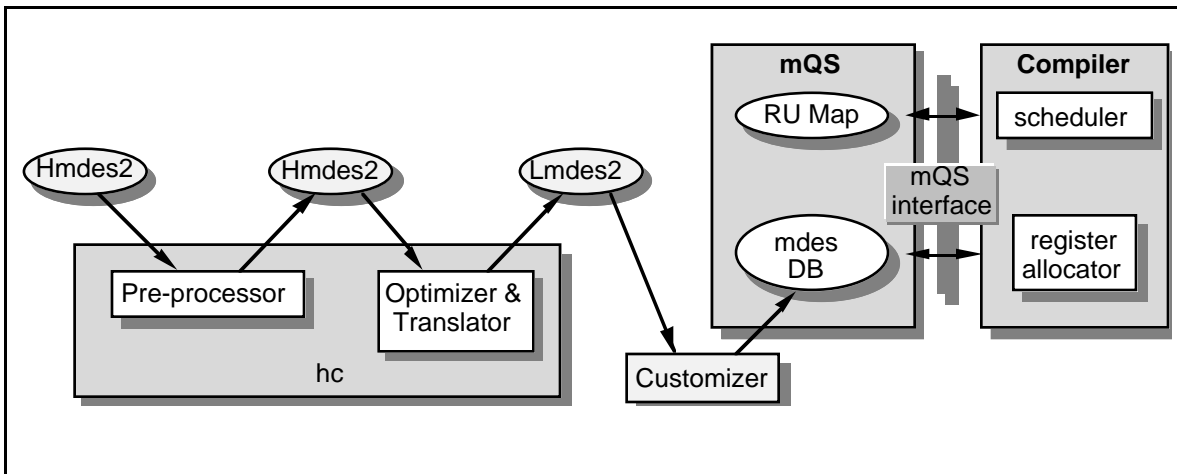 mQS
Compiler
RU Map
scheduler
Hmdes2
Hmdes2
Lmdes2
mQS
interface
mdes
DB
register
allocator
Pre-processor
Optimizer &
Translator
hc
Customizer